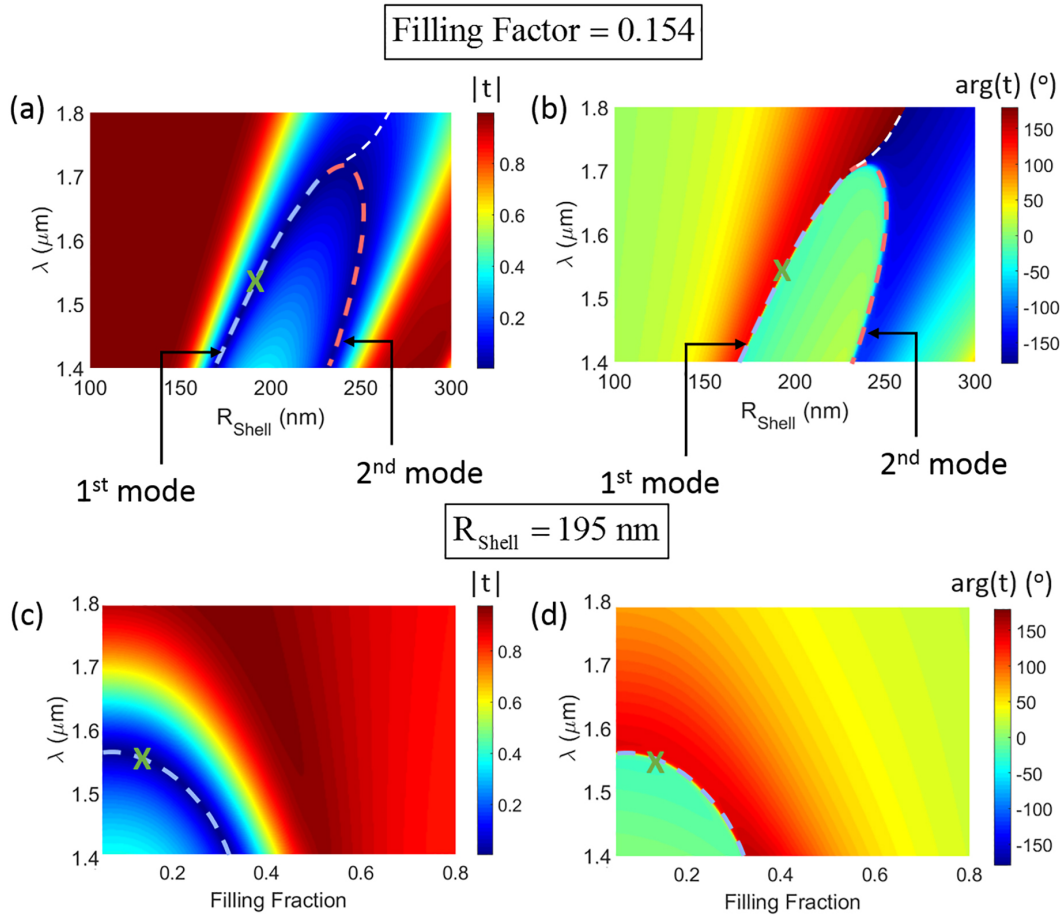 Filling Factor = 0.154
(a)
|t|
λ (μm)
1.8
1.7
1.6
1.5
1.4
X
100 150 200 250 300
R_Shell (nm)
0.8
0.6
0.4
0.2
1st mode
2nd mode
(b)
arg(t) (°)
λ (μm)
1.8
1.7
1.6
1.5
1.4
X
100 150 200 250 300
R_Shell (nm)
150
100
50
0
-50
-100
-150
1st mode
2nd mode
R_Shell = 195 nm
(c)
|t|
λ (μm)
1.8
1.7
1.6
1.5
1.4
X
0.2 0.4 0.6 0.8
Filling Fraction
0.8
0.6
0.4
0.2
(d)
arg(t) (°)
λ (μm)
1.8
1.7
1.6
1.5
1.4
X
0.2 0.4 0.6 0.8
Filling Fraction
150
100
50
0
-50
-100
-150